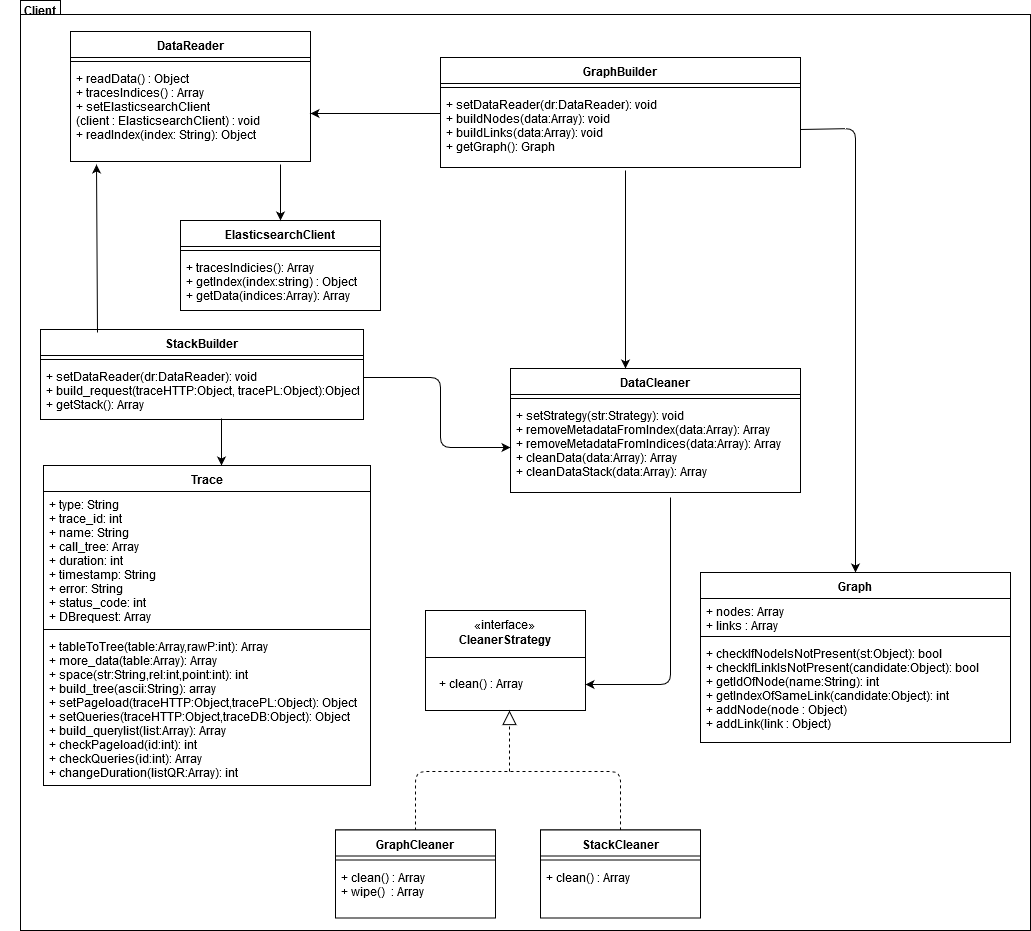 Client
DataReader
+ readData() : Object
+ tracesIndices() : Array
+ setElasticsearchClient
(client : ElasticsearchClient) : void
+ readIndex(index: String): Object
GraphBuilder
+ setDataReader(dr:DataReader): void
+ buildNodes(data:Array): void
+ buildLinks(data:Array): void
+ getGraph(): Graph
ElasticsearchClient
+ tracesIndicies(): Array
+ getIndex(index:string) : Object
+ getData(indices:Array): Array
StackBuilder
+ setDataReader(dr:DataReader): void
+ build_request(traceHTTP:Object, tracePL:Object):Object
+ getStack(): Array
DataCleaner
+ setStrategy(str:Strategy): void
+ removeMetadataFromIndex(data:Array): Array
+ removeMetadataFromIndices(data:Array): Array
+ cleanData(data:Array): Array
+ cleanDataStack(data:Array): Array
Trace
+ type: String
+ trace_id: int
+ name: String
+ call_tree: Array
+ duration: int
+ timestamp: String
+ error: String
+ status_code: int
+ DBrequest: Array
+ tableToTree(table:Array,rawP:int): Array
+ more_data(table:Array): Array
+ space(str:String,rel:int,point:int): int
+ build_tree(ascii:String): array
+ setPageload(traceHTTP:Object,tracePL:Object): Object
+ setQueries(traceHTTP:Object,traceDB:Object): Object
+ build_querylist(list:Array): Array
+ checkPageload(id:int): int
+ checkQueries(id:int): Array
+ changeDuration(listQR:Array): int
Graph
+ nodes: Array
+ links : Array
+ checkIfNodeIsNotPresent(st:Object): bool
+ checkIfLinkIsNotPresent(candidate:Object): bool
+ getIdOfNode(name:String): int
+ getIndexOfSameLink(candidate:Object): int
+ addNode(node : Object)
+ addLink(link : Object)
«interface»
CleanerStrategy
+ clean() : Array
GraphCleaner
+ clean() : Array
+ wipe() : Array
StackCleaner
+ clean() : Array